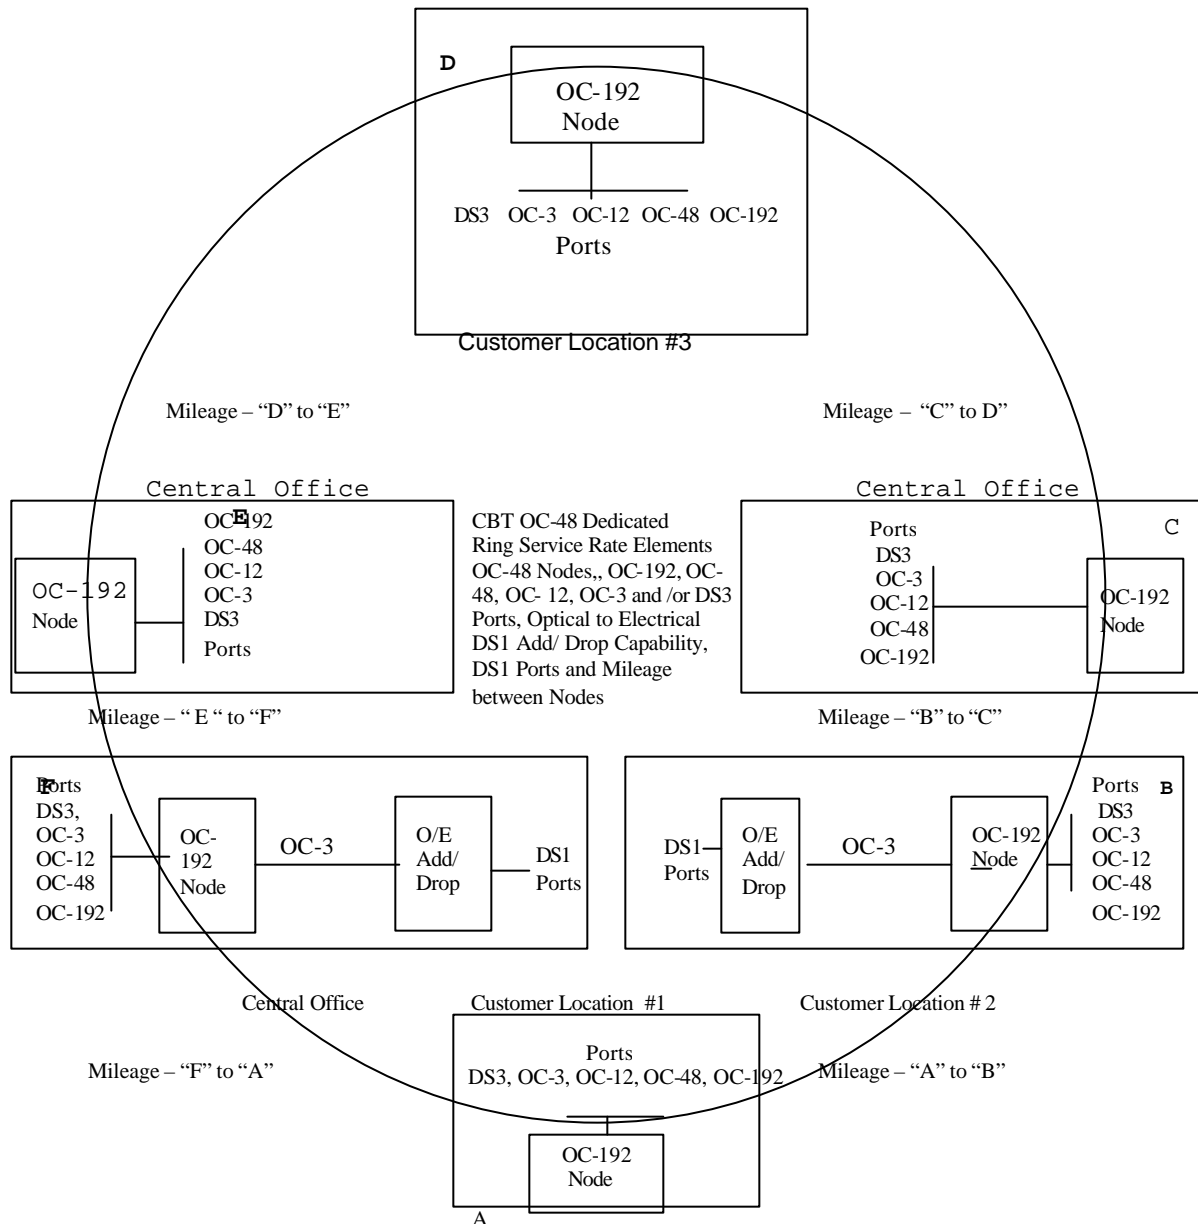 D
OC-192
Node
DS3 OC-3 OC-12 OC-48 OC-192
Ports
Customer Location #3
Mileage – “D” to “E”
Mileage – “C” to D”
Central Office
E
OC-192
OC-48
OC-12
OC-3
DS3
Ports
OC-192
Node
CBT OC-48 Dedicated
Ring Service Rate Elements
OC-48 Nodes,, OC-192, OC-
48, OC- 12, OC-3 and /or DS3
Ports, Optical to Electrical
DS1 Add/ Drop Capability,
DS1 Ports and Mileage
between Nodes
Central Office
C
Ports
DS3
OC-3
OC-12
OC-48
OC-192
OC-192
Node
Mileage – “ E “ to “F”
Mileage – “B” to “C”
F
Ports
DS3,
OC-3
OC-12
OC-48
OC-192
OC-
192
Node
OC-3
O/E
Add/
Drop
DS1
Ports
DS1
Ports
O/E
Add/
Drop
OC-3
OC-192
Node
Ports
DS3
OC-3
OC-12
OC-48
OC-192
B
Central Office
Customer Location #1
Customer Location # 2
Mileage – “F” to “A”
Ports
DS3, OC-3, OC-12, OC-48, OC-192
Mileage – “A” to “B”
OC-192
Node
A